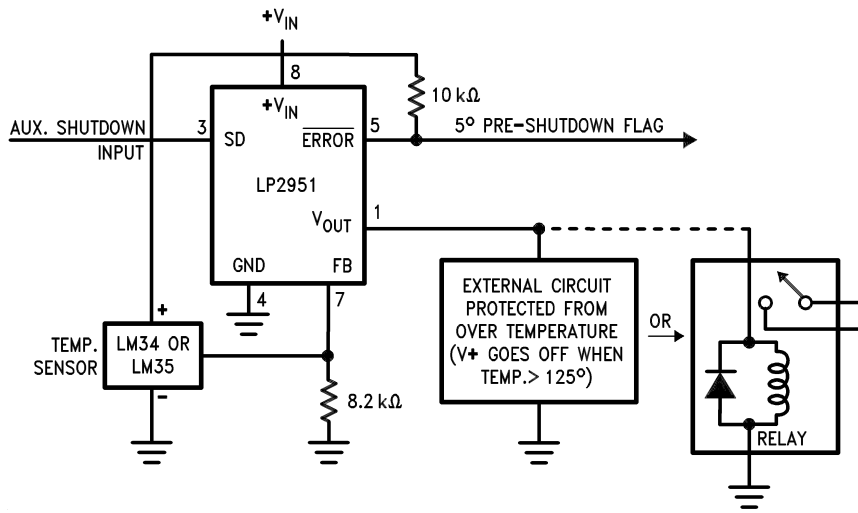 +VIN
8
+VIN
10 kΩ
AUX. SHUTDOWN
INPUT
3
SD
ERROR
5
5º PRE-SHUTDOWN FLAG
LP2951
VOUT
1
GND
FB
4
7
TEMP.
SENSOR
+
LM34 OR
LM35
-
8.2 kΩ
EXTERNAL CIRCUIT
PROTECTED FROM
OVER TEMPERATURE
(V+ GOES OFF WHEN
TEMP.> 125º)
OR
RELAY